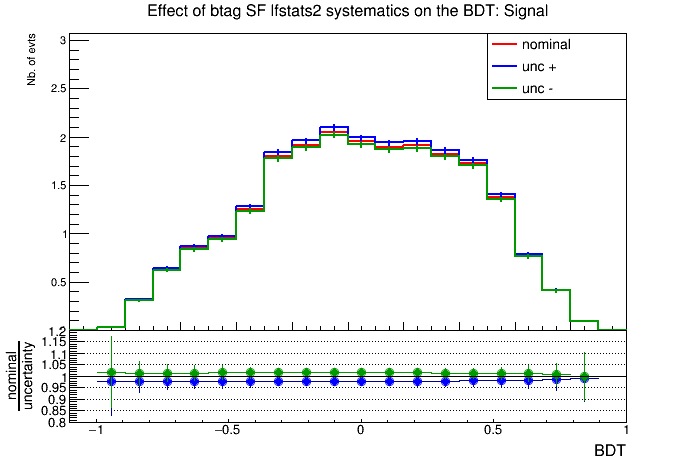 Effect of btag SF lfstats2 systematics on the BDT: Signal
Nb. of evts
3
2.5
2
1.5
1
0.5
nominal
unc +
unc -
nominal
uncertainty
1.2
1.15
1.1
1.05
1
0.95
0.9
0.85
0.8
−1
−0.5
0
0.5
1
BDT